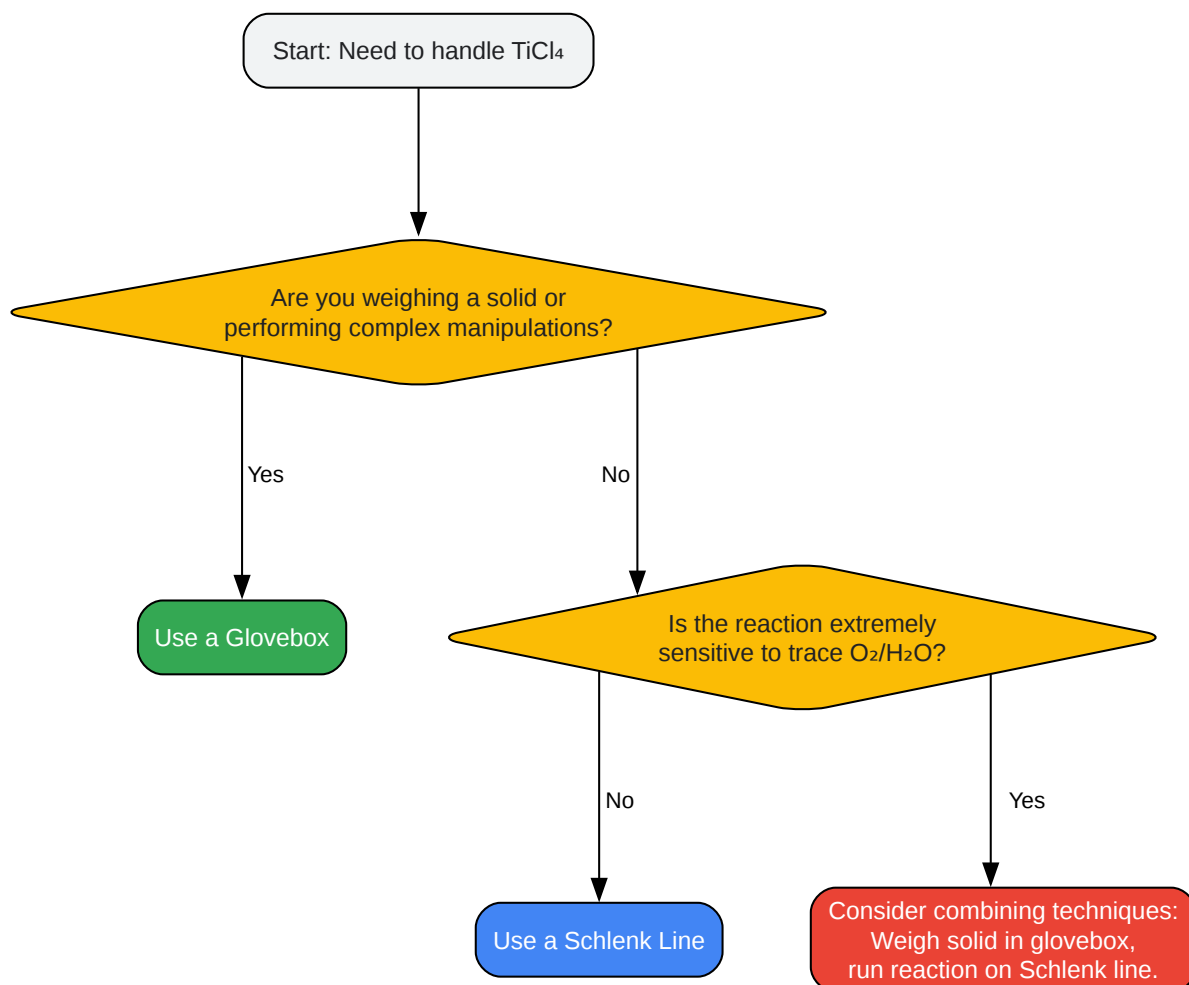 Start: Need to handle TiCl₄
Are you weighing a solid or
performing complex manipulations?
Yes
No
Use a Glovebox
Is the reaction extremely
sensitive to trace O₂/H₂O?
No
Yes
Use a Schlenk Line
Consider combining techniques:
Weigh solid in glovebox,
run reaction on Schlenk line.